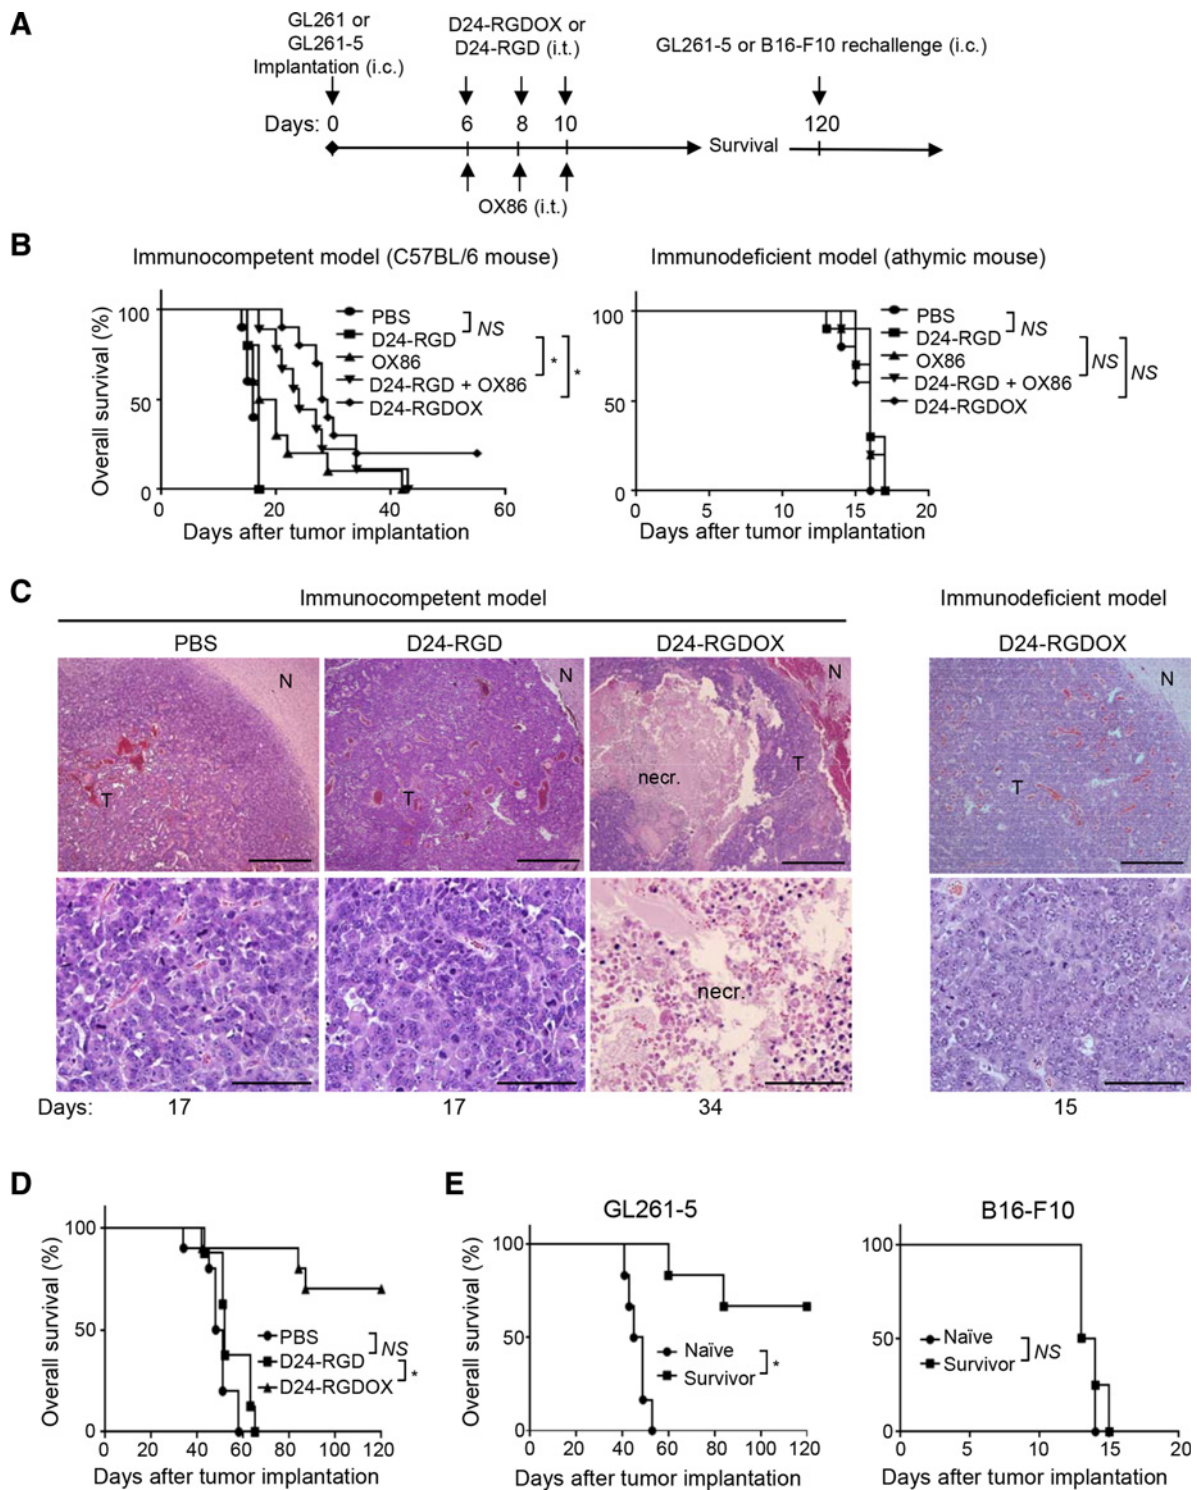 A
GL261 or
GL261-5
Implantation (i.c.)
D24-RGDOX or
D24-RGD (i.t.)
GL261-5 or B16-F10 rechallenge (i.c.)
Days: 0 6 8 10 120
Survival
OX86 (i.t.)
B
Immunocompetent model (C57BL/6 mouse)
Overall survival (%)
100
50
0
0 20 40 60
Days after tumor implantation
PBS
D24-RGD
OX86
D24-RGD + OX86
D24-RGDOX
NS
*
*
Immunodeficient model (athymic mouse)
100
50
0
0 5 10 15 20
Days after tumor implantation
PBS
D24-RGD
OX86
D24-RGD + OX86
D24-RGDOX
NS
NS
NS
C
Immunocompetent model
Immunodeficient model
PBS D24-RGD D24-RGDOX D24-RGDOX
N
T
N
T
N
T
necr.
N
T
necr.
Days: 17 17 34 15
D
Overall survival (%)
100
50
0
0 20 40 60 80 100 120
Days after tumor implantation
PBS
D24-RGD
D24-RGDOX
NS
*
E
GL261-5
Overall survival (%)
100
50
0
0 20 40 60 80 100 120
Days after tumor implantation
Naïve
Survivor
*
B16-F10
100
50
0
0 5 10 15 20
Days after tumor implantation
Naïve
Survivor
NS